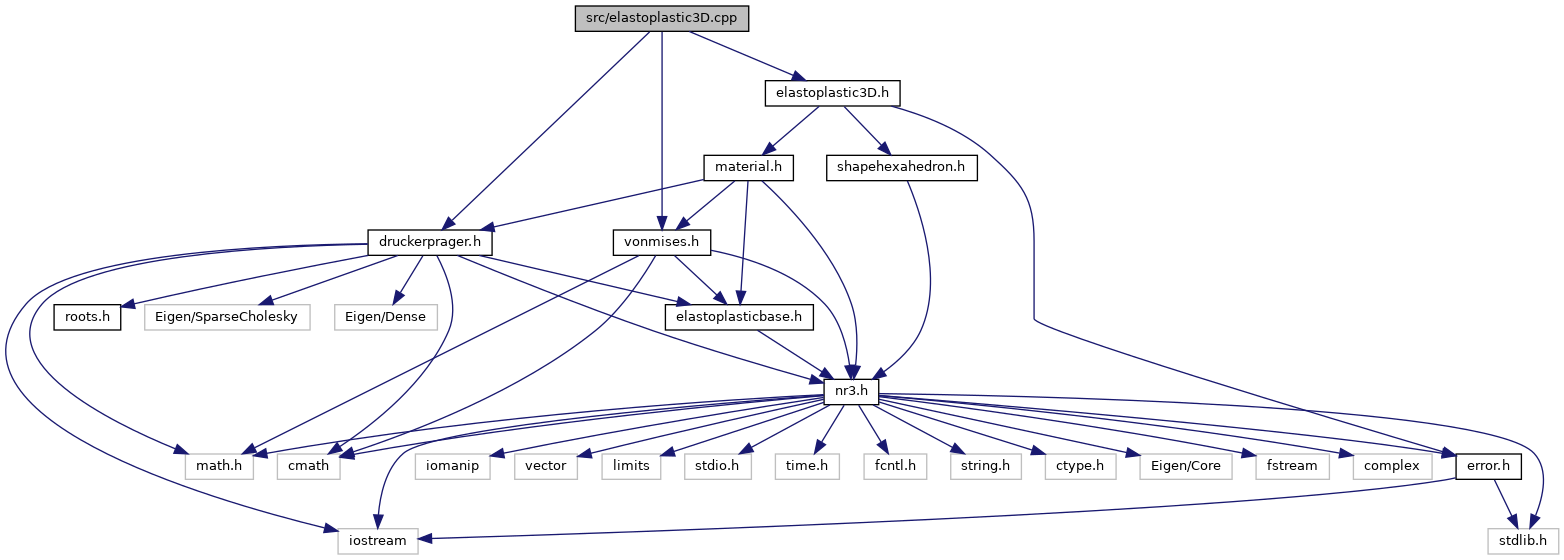 src/elastoplastic3D.cpp
elastoplastic3D.h
material.h
shapehexahedron.h
druckerprager.h
vonmises.h
roots.h
Eigen/SparseCholesky
Eigen/Dense
elastoplasticbase.h
nr3.h
math.h
cmath
iomanip
vector
limits
stdio.h
time.h
fcntl.h
string.h
ctype.h
Eigen/Core
fstream
complex
error.h
iostream
stdlib.h